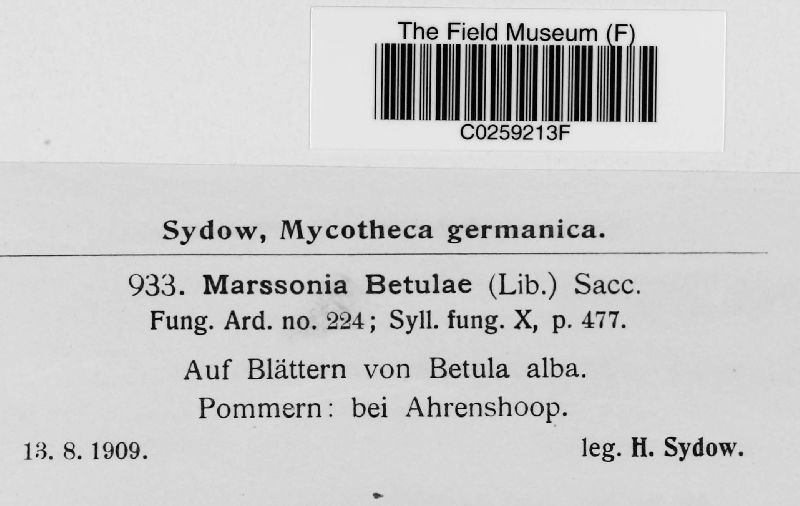 The Field Museum (F)
C0259213F
Sydow, Mycotheca germanica.
933. Marssonia Betulae (Lib.) Sacc.
Fung. Ard. no. 224; Syll. fung. X, p. 477.
Auf Blättern von Betula alba.
Pommern: bei Ahrenshoop.
13. 8. 1909. leg. H. Sydow.